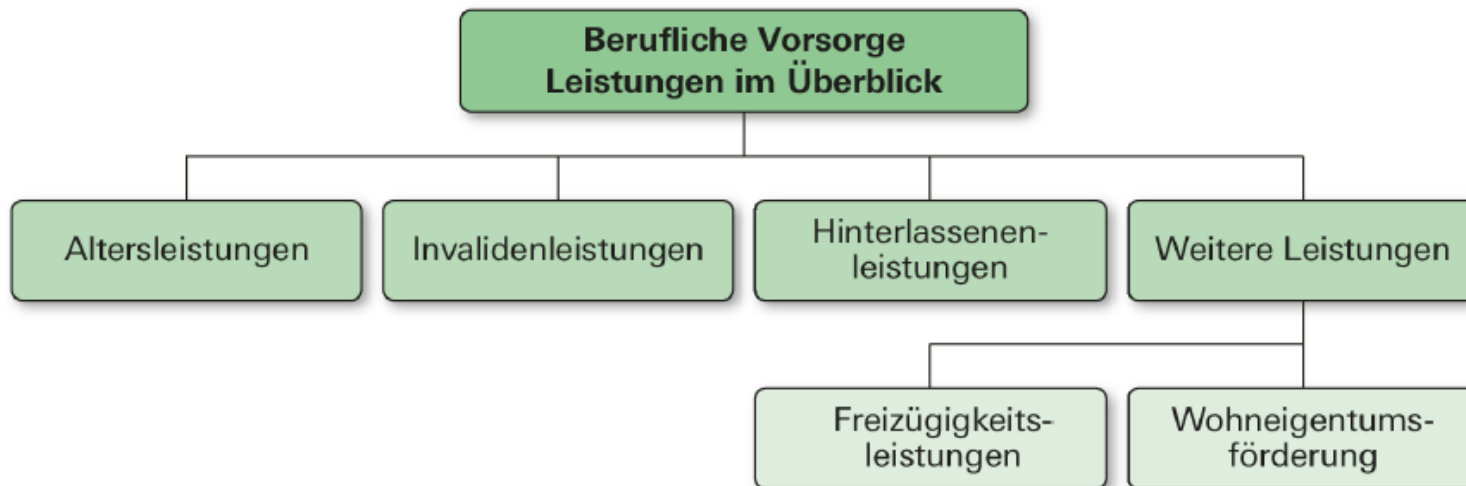 Berufliche Vorsorge
Leistungen im Überblick
Altersleistungen
Invalidenleistungen
Hinterlassenen-
leistungen
Weitere Leistungen
Freizügigkeits-
leistungen
Wohneigentums-
förderung